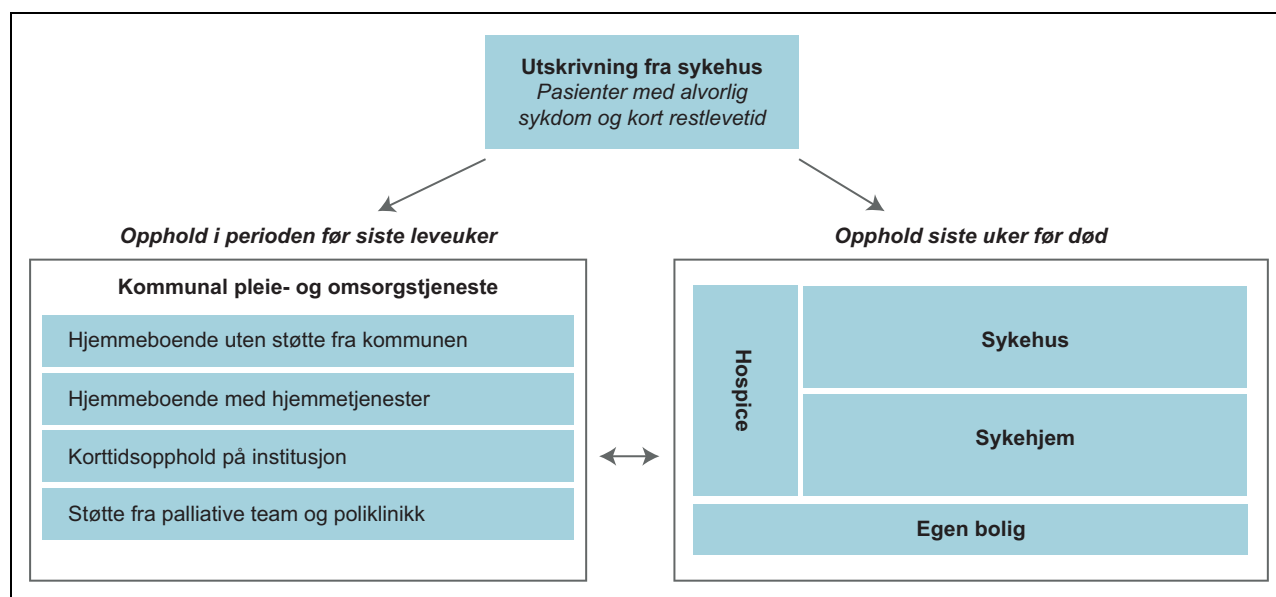 Utskrivning fra sykehus
Pasienter med alvorlig
sykdom og kort restlevetid
Opphold i perioden før siste leveuker
Kommunal pleie- og omsorgstjeneste
Hjemmeboende uten støtte fra kommunen
Hjemmeboende med hjemmetjenester
Korttidsopphold på institusjon
Støtte fra palliative team og poliklinikk
Opphold siste uker før død
Hospice
Sykehus
Sykehjem
Egen bolig